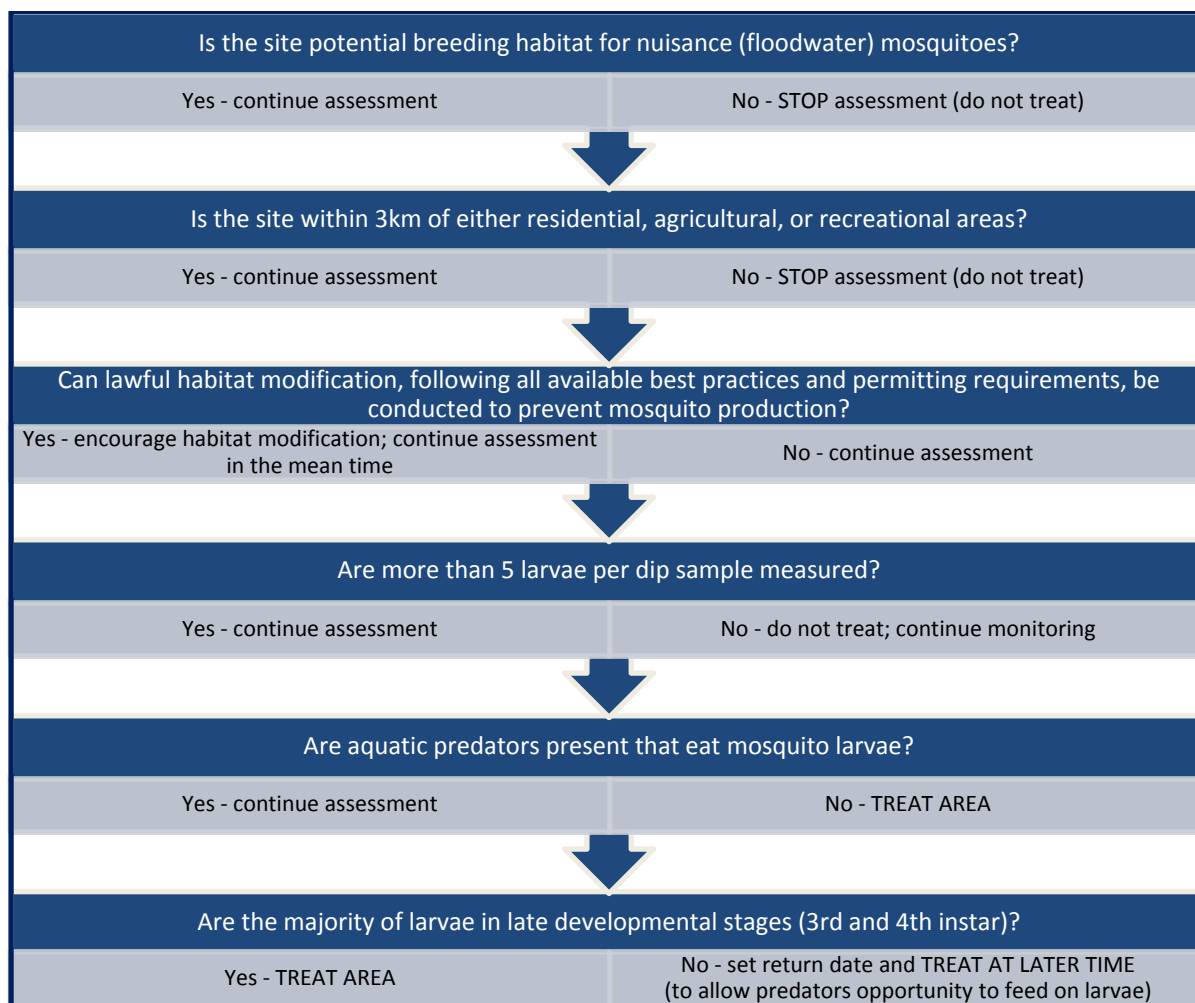 Is the site potential breeding habitat for nuisance (floodwater) mosquitoes?
Yes - continue assessment
No - STOP assessment (do not treat)
Is the site within 3km of either residential, agricultural, or recreational areas?
Yes - continue assessment
No - STOP assessment (do not treat)
Can lawful habitat modification, following all available best practices and permitting requirements, be
conducted to prevent mosquito production?
Yes - encourage habitat modification; continue assessment
in the mean time
No - continue assessment
Are more than 5 larvae per dip sample measured?
Yes - continue assessment
No - do not treat; continue monitoring
Are aquatic predators present that eat mosquito larvae?
Yes - continue assessment
No - TREAT AREA
Are the majority of larvae in late developmental stages (3rd and 4th instar)?
Yes - TREAT AREA
No - set return date and TREAT AT LATER TIME
(to allow predators opportunity to feed on larvae)